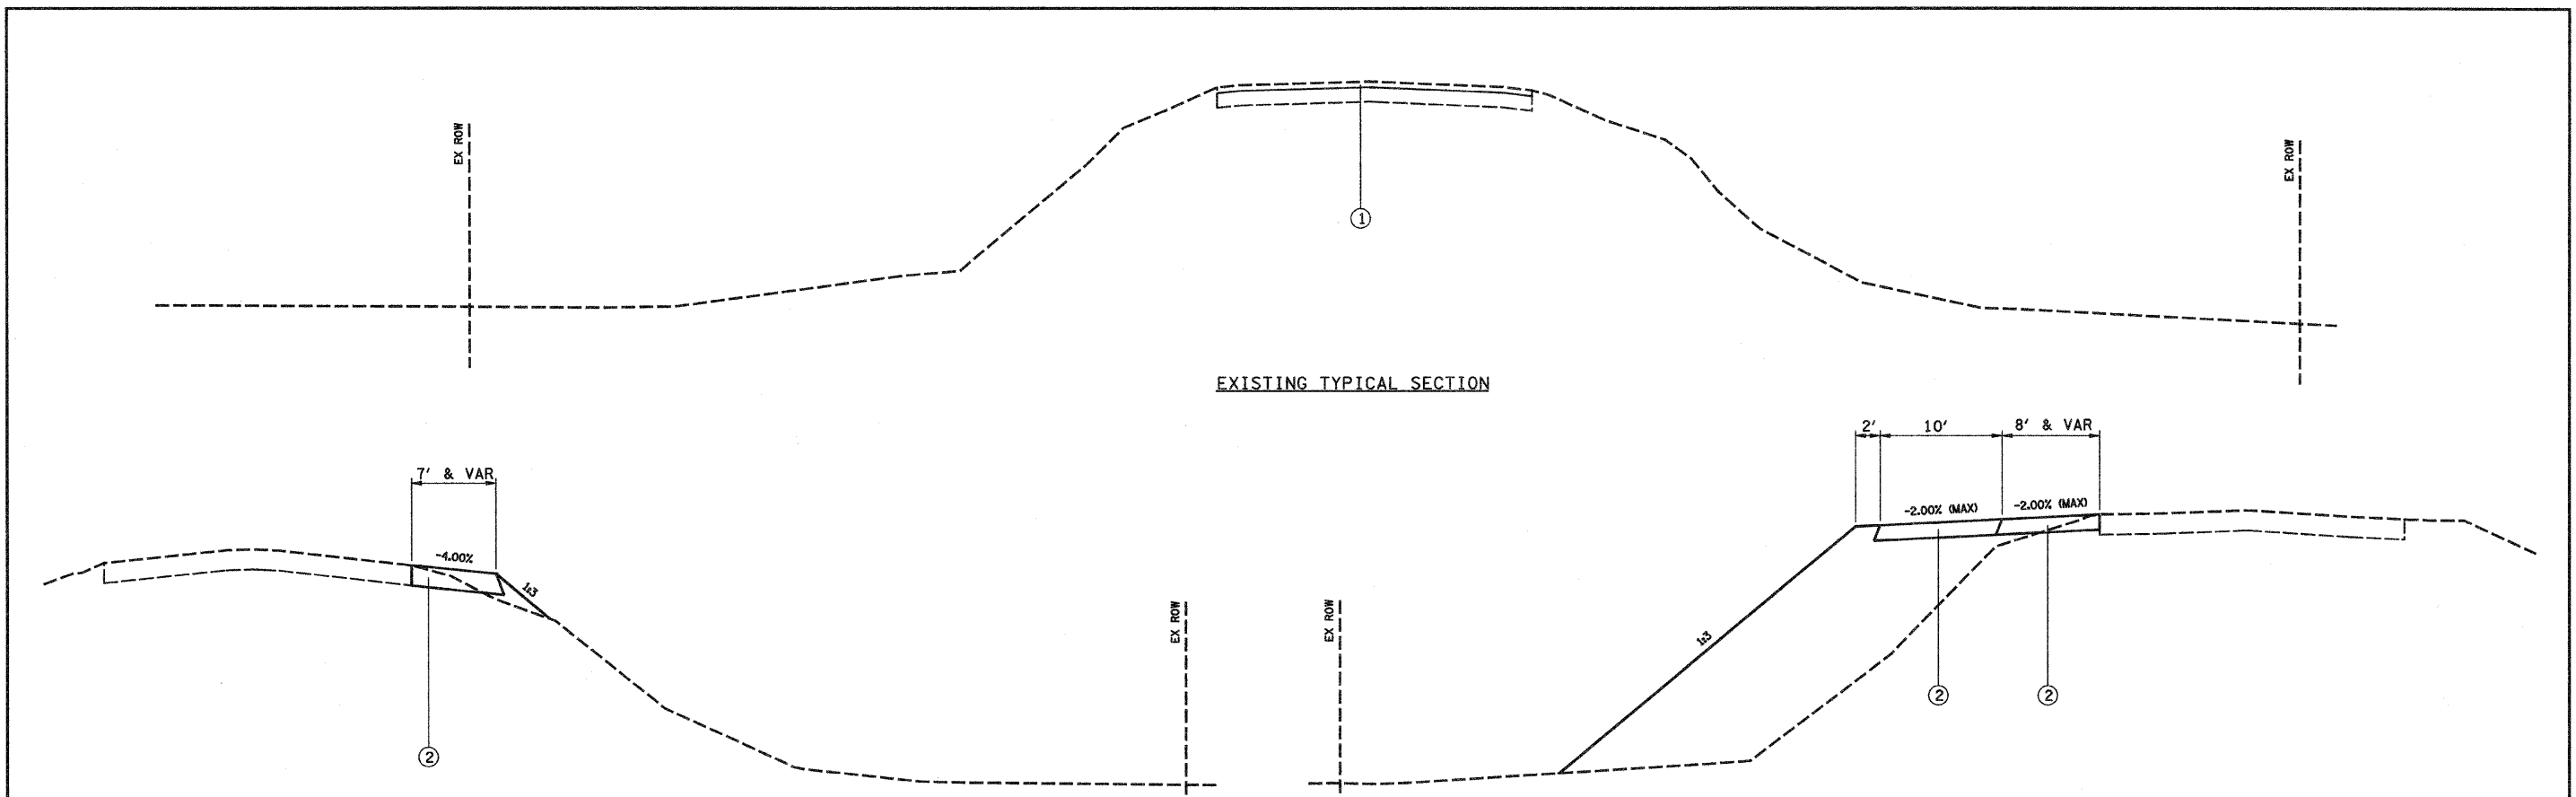 EX ROW
EX ROW
1
EXISTING TYPICAL SECTION
7' & VAR
-4.00%
1:3
EX ROW
2
2'
10'
8' & VAR
-2.00% (MAX)
-2.00% (MAX)
1:3
EX ROW
2
2